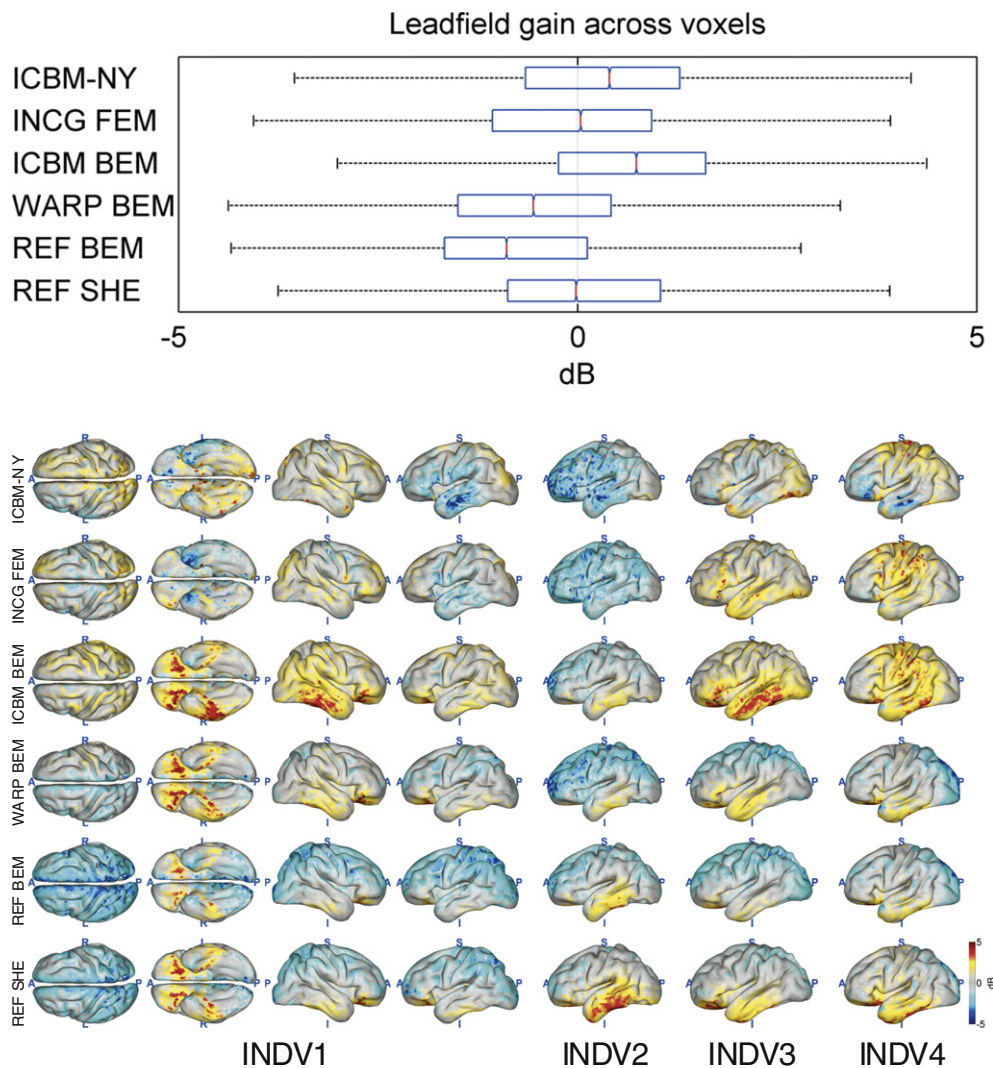 Leadfield gain across voxels
ICBM-NY
INCG FEM
ICBM BEM
WARP BEM
REF BEM
REF SHE
-5
0
5
dB
R L S S S S S
ICBM-NY
A P A P P A A P A P A P A P
L R I I I I I
R L S S S S S
INCG FEM
A P A P P A A P A P A P A P
L R I I I I I
R L S S S S S
ICBM BEM
A P A P P A A P A P A P A P
L R I I I I I
R L S S S S S
WARP BEM
A P A P P A A P A P A P A P
L R I I I I I
R L S S S S S
REF BEM
A P A P P A A P A P A P A P
L R I I I I I
R L S S S S S
REF SHE
A P A P P A A P A P A P A P
L R I I I I I
5
0
-5
dB
INDV1 INDV2 INDV3 INDV4